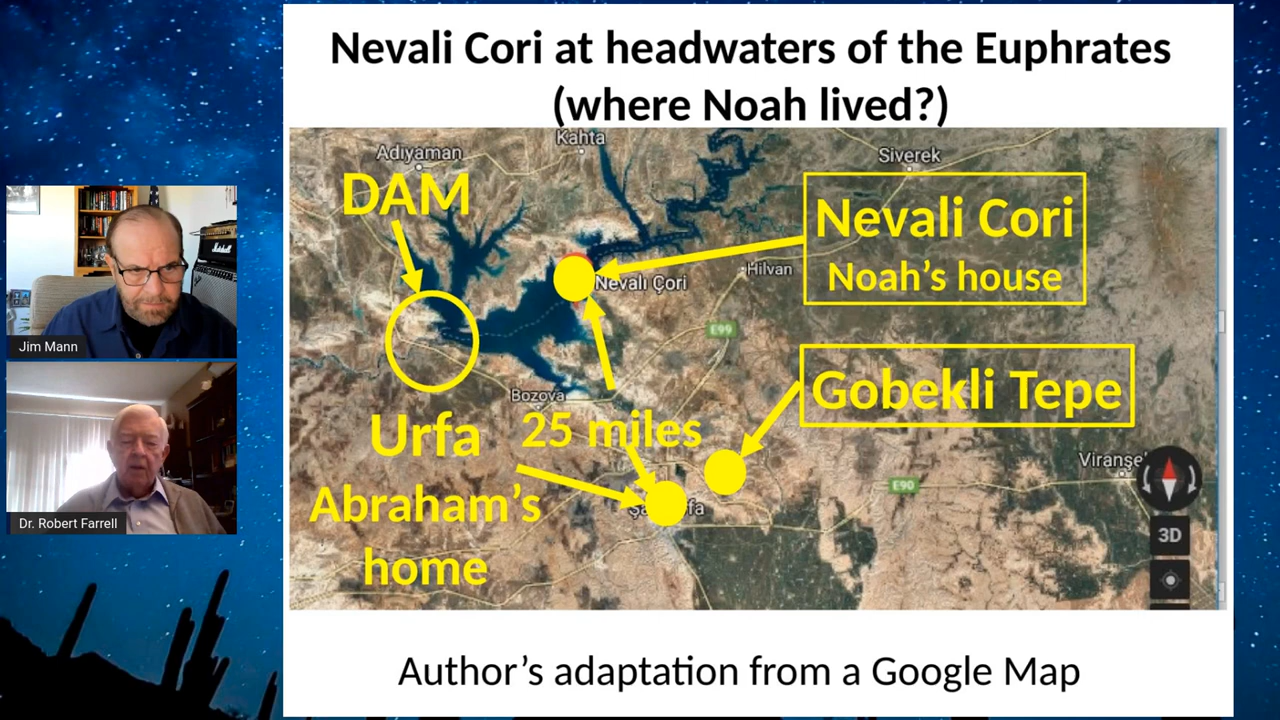 Nevali Cori at headwaters of the Euphrates
(where Noah lived?)
Adıyaman
Kahta
Siverek
DAM
Nevali Cori
Noah's house
Nevalı Çori
Hilvan
E99
Gobekli Tepe
Bozova
Urfa
25 miles
Abraham's
home
E90
3D
Author's adaptation from a Google Map
Jim Mann
Dr. Robert Farrell
Marshall